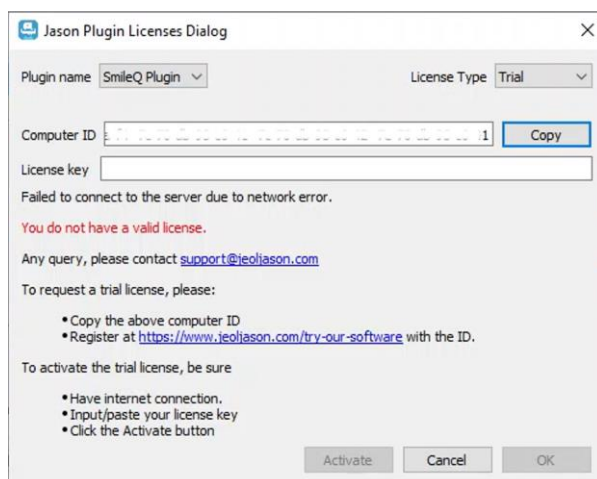 Jason Plugin Licenses Dialog
Plugin name SmileQ Plugin License Type Trial
Computer ID 1 Copy
License key
Failed to connect to the server due to network error.
You do not have a valid license.
Any query, please contact support@jeoljason.com
To request a trial license, please:
• Copy the above computer ID
• Register at https://www.jeoljason.com/try-our-software with the ID.
To activate the trial license, be sure
• Have internet connection.
• Input/paste your license key
• Click the Activate button
Activate Cancel OK